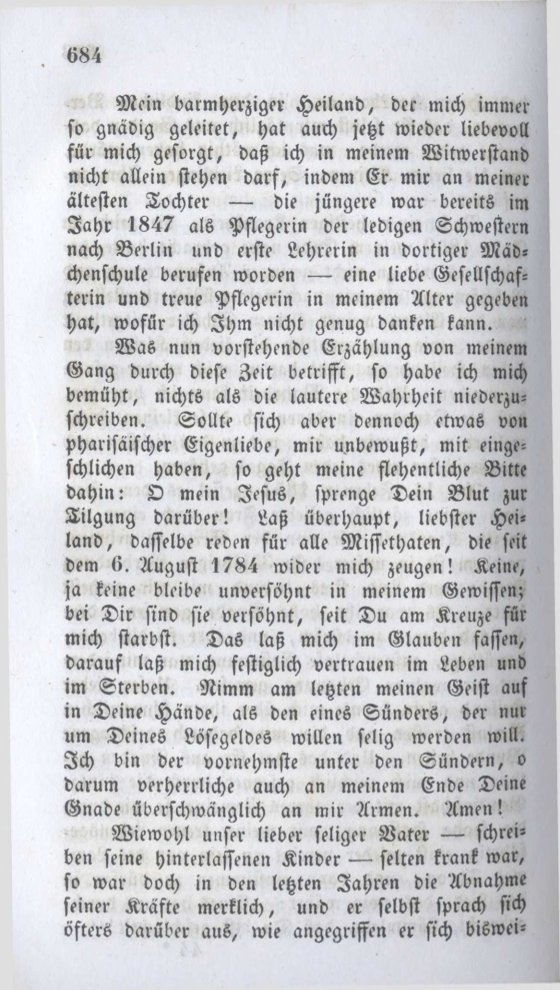 684
Mein barmherziger Heiland, der mich immer
so gnädig geleitet, hat auch jetzt wieder liebevoll
für mich gesorgt, daß ich in meinem Witwerstand
nicht allein stehen darf, indem Er mir an meiner
ältesten Tochter — die jüngere war bereits im
Jahr 1847 als Pflegerin der ledigen Schwestern
nach Berlin und erste Lehrerin in dortiger Mäd-
chenschule berufen worden — eine liebe Gesellschaf-
terin und treue Pflegerin in meinem Alter gegeben
hat, wofür ich Ihm nicht genug danken kann.
Was nun vorstehende Erzählung von meinem
Gang durch diese Zeit betrifft, so habe ich mich
bemüht, nichts als die lautere Wahrheit niederzu-
schreiben. Sollte sich aber dennoch etwas von
pharisäischer Eigenliebe, mir unbewußt, mit einge-
schlichen haben, so geht meine flehentliche Bitte
dahin: O mein Jesus, sprenge Dein Blut zur
Tilgung darüber! Laß überhaupt, liebster Hei-
land, dasselbe reden für alle Missethaten, die seit
dem 6. August 1784 wider mich zeugen! Keine,
ja keine bleibe unversöhnt in meinem Gewissen;
bei Dir sind sie versöhnt, seit Du am Kreuze für
mich starbst. Das laß mich im Glauben fassen,
darauf laß mich festiglich vertrauen im Leben und
im Sterben. Nimm am letzten meinen Geist auf
in Deine Hände, als den eines Sünders, der nur
um Deines Lösegeldes willen selig werden will.
Ich bin der vornehmste unter den Sündern, o
darum verherrliche auch an meinem Ende Deine
Gnade überschwänglich an mir Armen. Amen!
Wiewohl unser lieber seliger Vater — schrei-
ben seine hinterlassenen Kinder — selten krank war,
so war doch in den letzten Jahren die Abnahme
seiner Kräfte merklich, und er selbst sprach sich
öfters darüber aus, wie angegriffen er sich biswei-